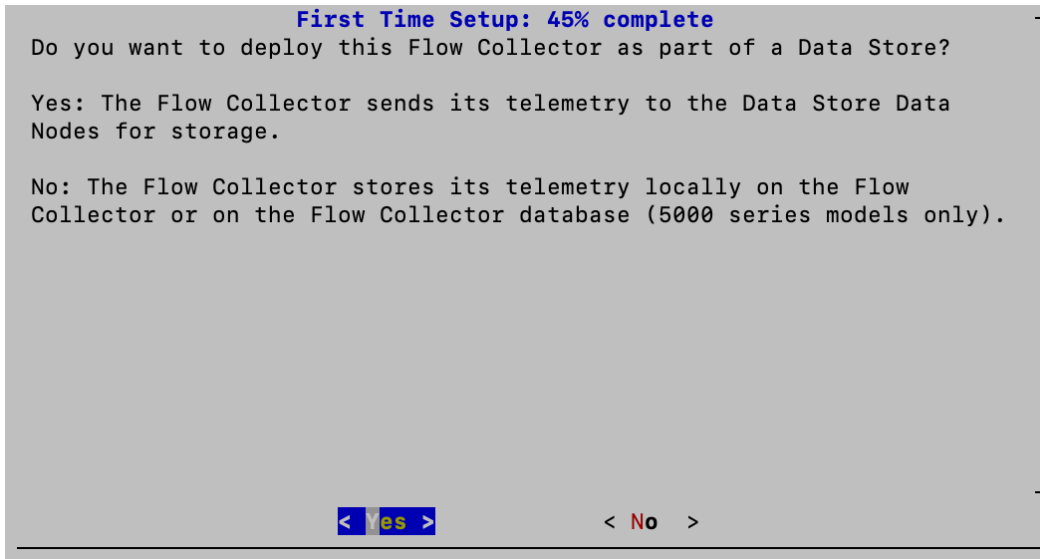 First Time Setup: 45% complete
Do you want to deploy this Flow Collector as part of a Data Store?
Yes: The Flow Collector sends its telemetry to the Data Store Data
Nodes for storage.
No: The Flow Collector stores its telemetry locally on the Flow
Collector or on the Flow Collector database (5000 series models only).
< Yes > < No >